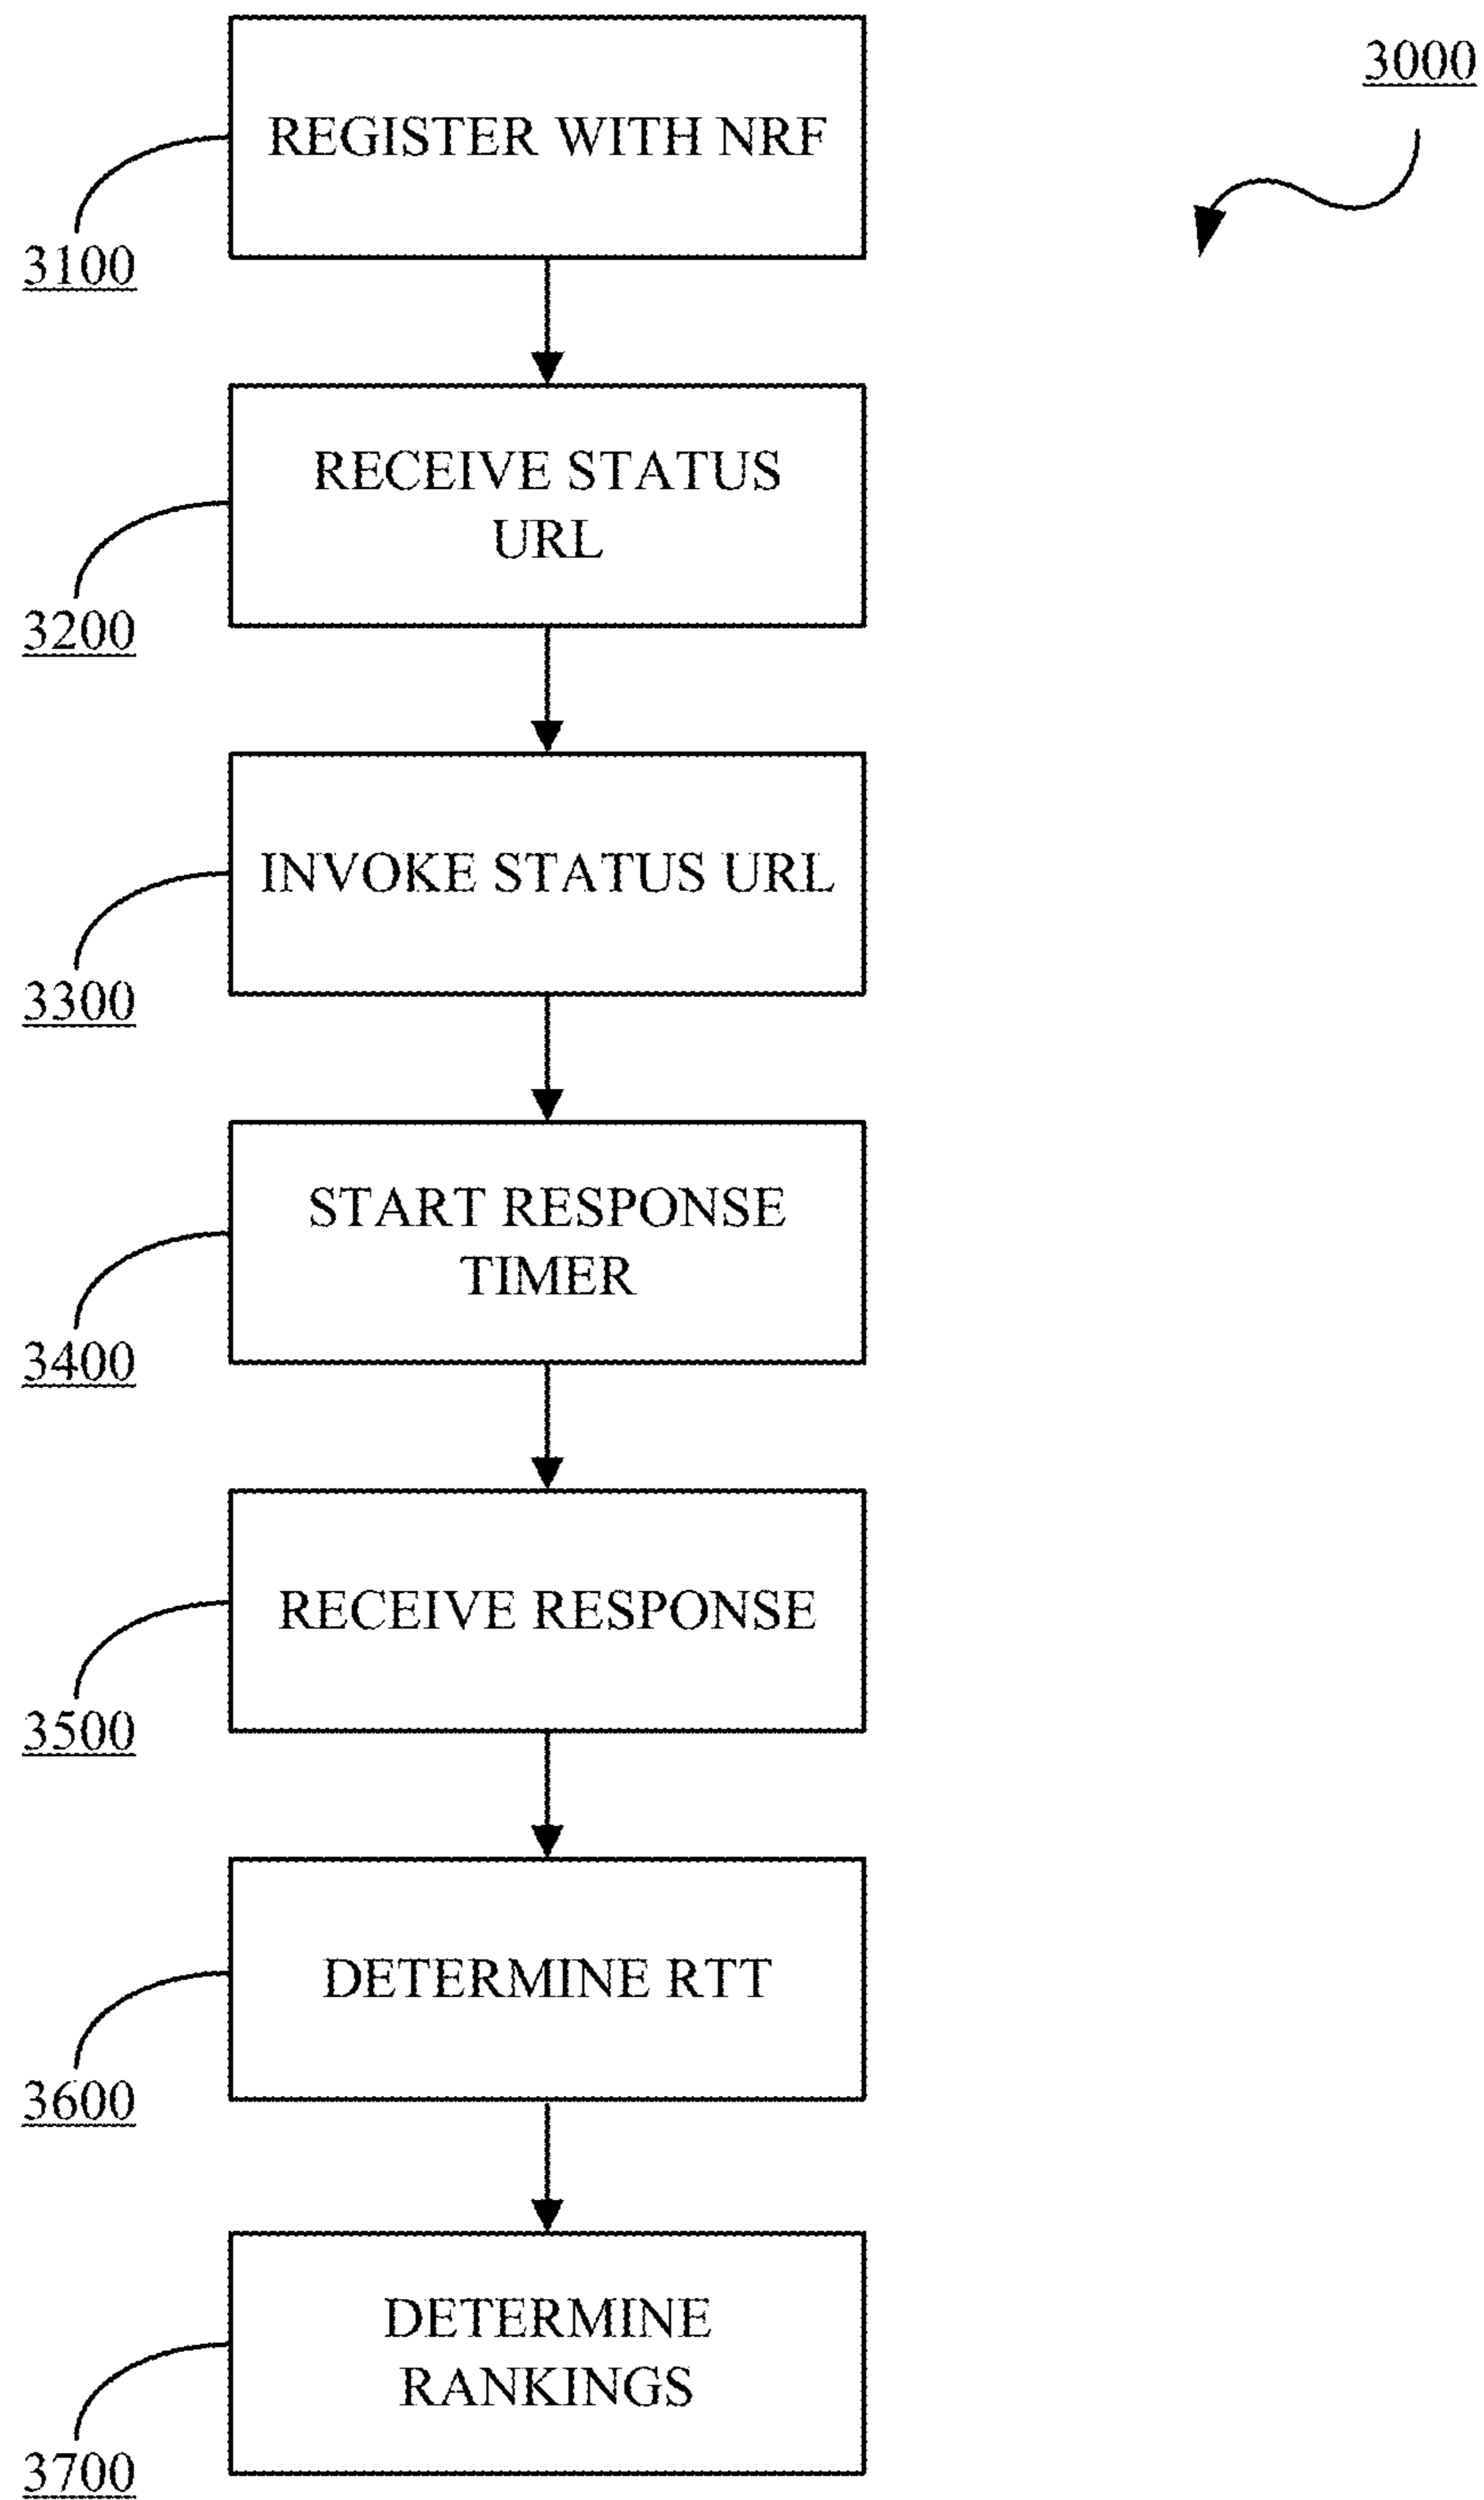 3000
REGISTER WITH NRF
3100
RECEIVE STATUS
URL
3200
INVOKE STATUS URL
3300
START RESPONSE
TIMER
3400
RECEIVE RESPONSE
3500
DETERMINE RTT
3600
DETERMINE
RANKINGS
3700